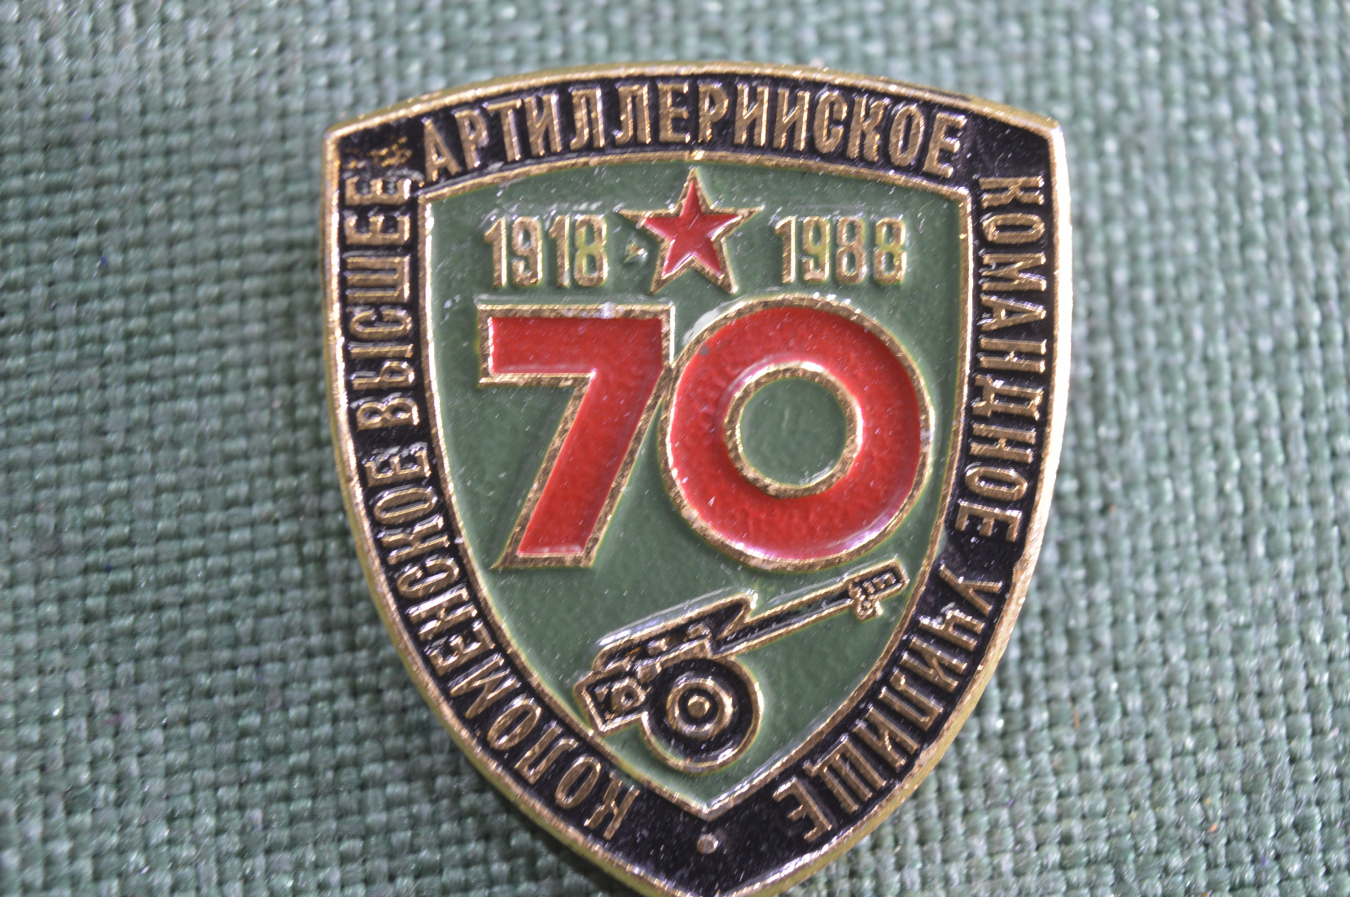 КОЛОМЕНСКОЕ ВЫСШЕЕ АРТИЛЛЕРИЙСКОЕ КОМАНДНОЕ УЧИЛИЩЕ
1918 1988
70